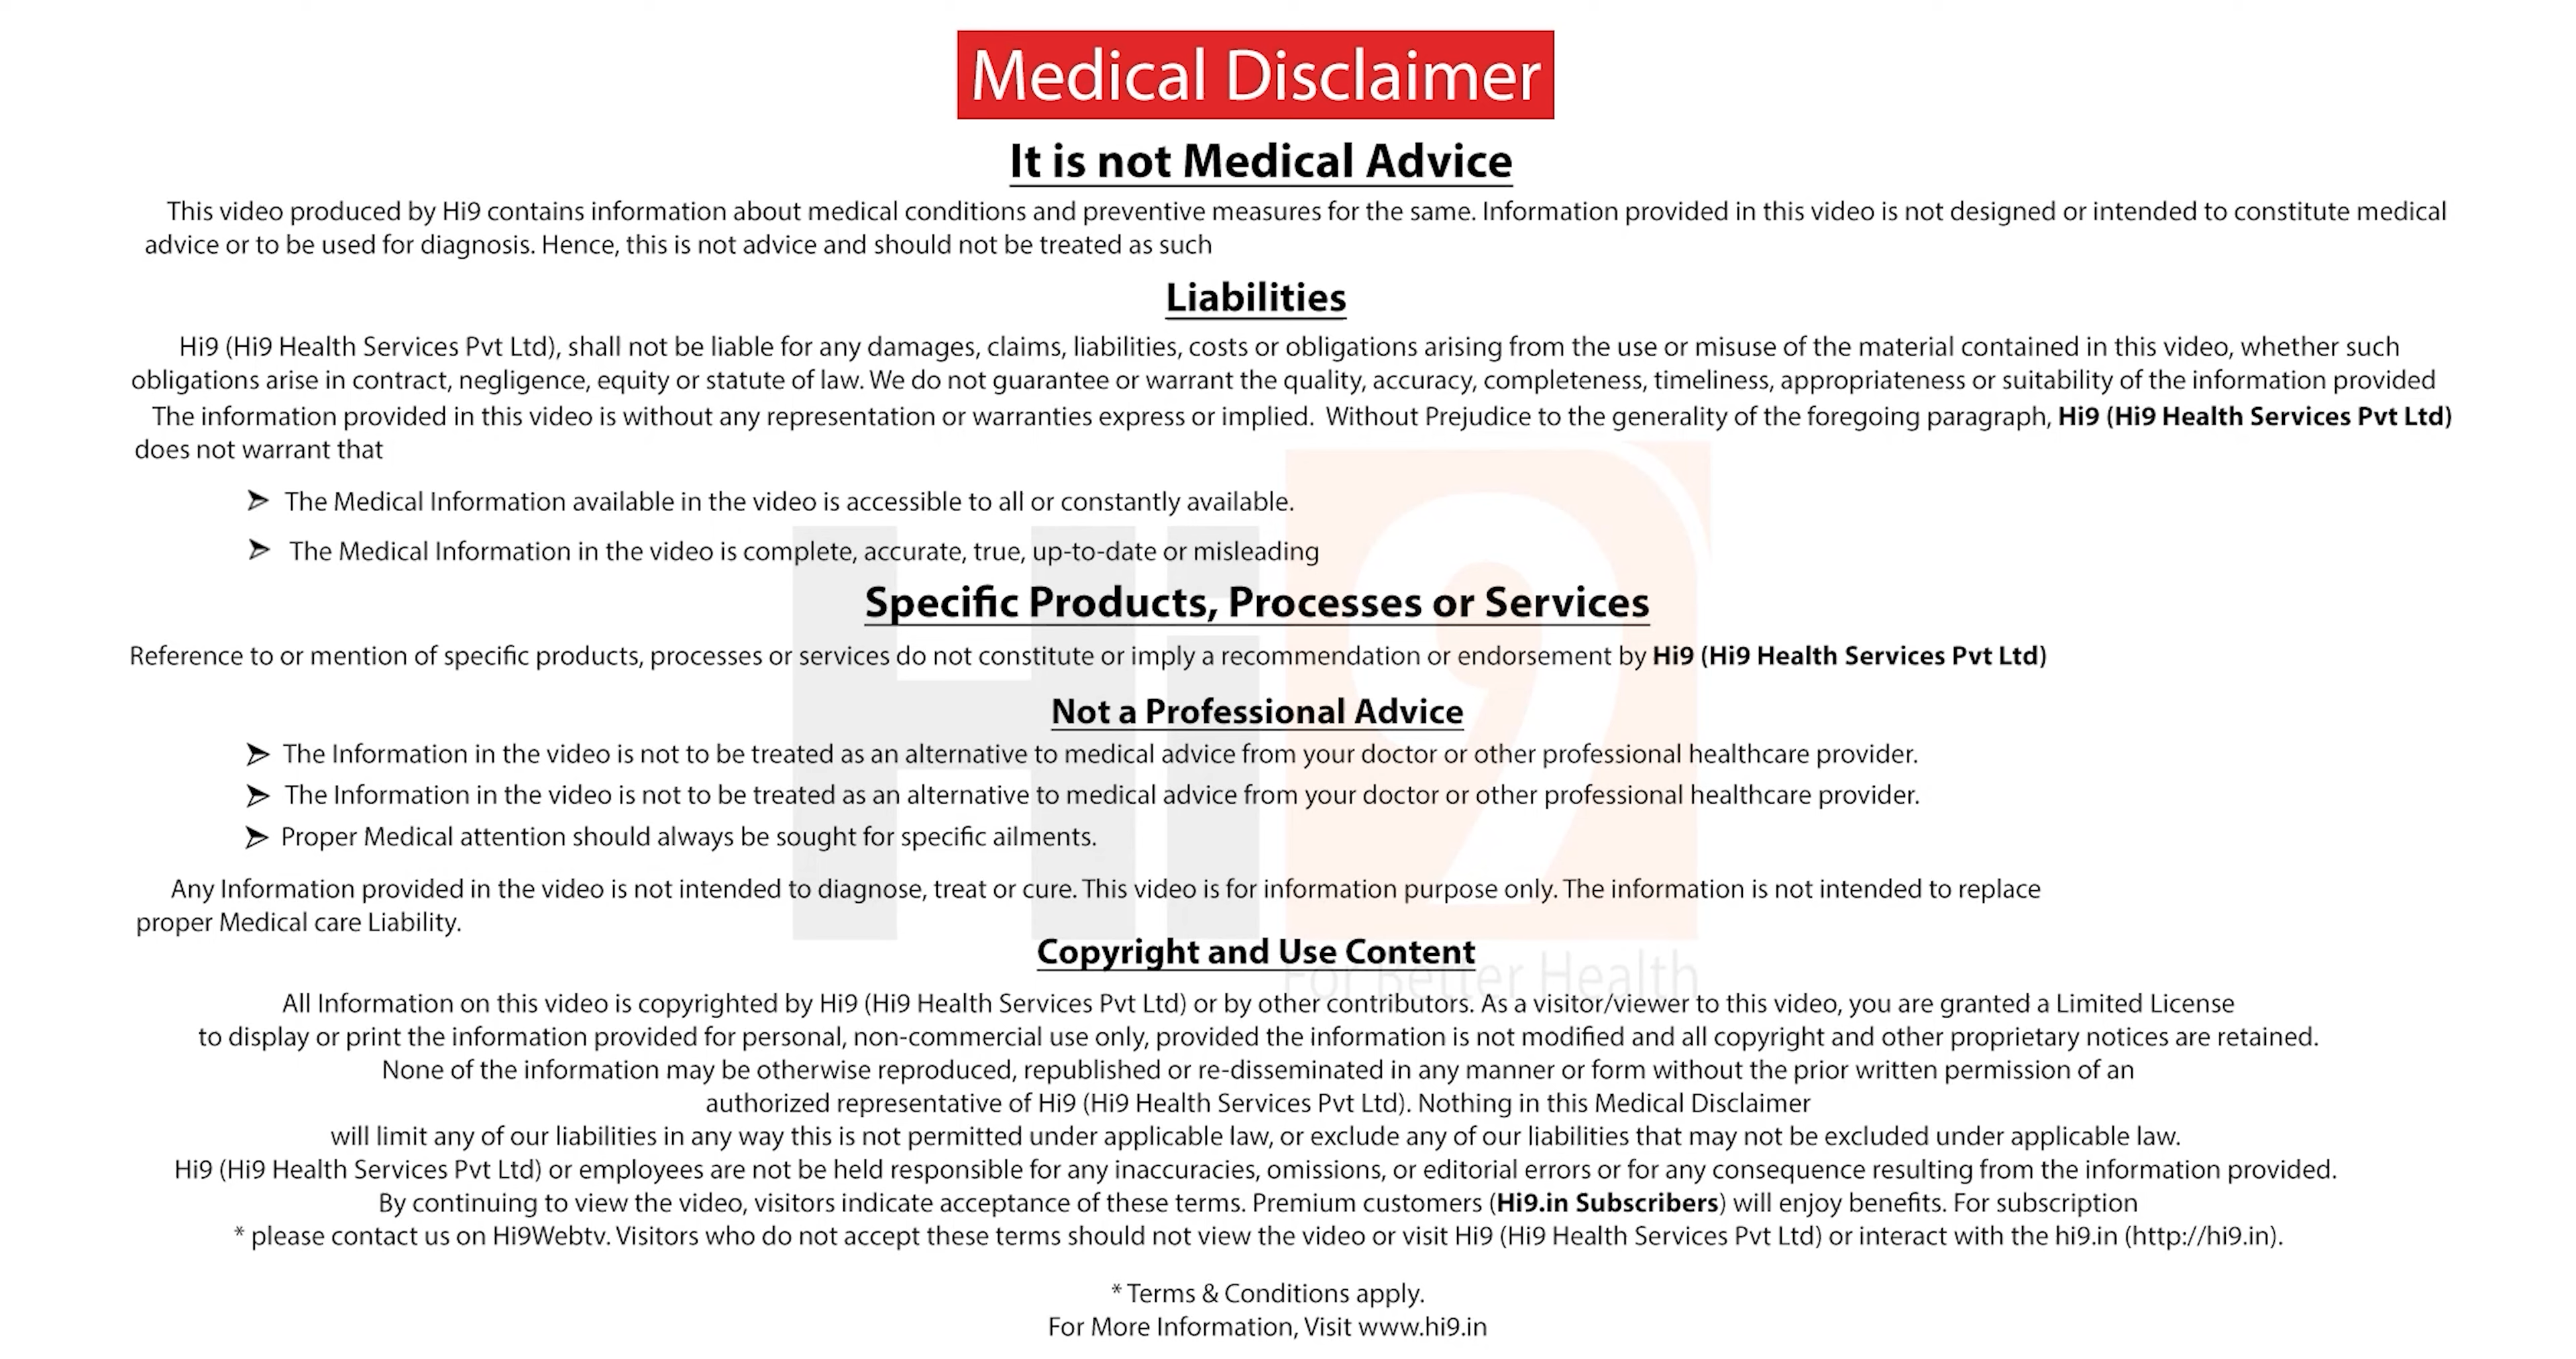 Medical Disclaimer
It is not Medical Advice
This video produced by Hi9 contains information about medical conditions and preventive measures for the same. Information provided in this video is not designed or intended to constitute medical
advice or to be used for diagnosis. Hence, this is not advice and should not be treated as such
Liabilities
Hi9 (Hi9 Health Services Pvt Ltd), shall not be liable for any damages, claims, liabilities, costs or obligations arising from the use or misuse of the material contained in this video, whether such
obligations arise in contract, negligence, equity or statute of law. We do not guarantee or warrant the quality, accuracy, completeness, timeliness, appropriateness or suitability of the information provided
The information provided in this video is without any representation or warranties express or implied. Without Prejudice to the generality of the foregoing paragraph, Hi9 (Hi9 Health Services Pvt Ltd)
does not warrant that
➢ The Medical Information available in the video is accessible to all or constantly available.
➢ The Medical Information in the video is complete, accurate, true, up-to-date or misleading
Specific Products, Processes or Services
Reference to or mention of specific products, processes or services do not constitute or imply a recommendation or endorsement by Hi9 (Hi9 Health Services Pvt Ltd)
Not a Professional Advice
➢ The Information in the video is not to be treated as an alternative to medical advice from your doctor or other professional healthcare provider.
➢ The Information in the video is not to be treated as an alternative to medical advice from your doctor or other professional healthcare provider.
➢ Proper Medical attention should always be sought for specific ailments.
Any Information provided in the video is not intended to diagnose, treat or cure. This video is for information purpose only. The information is not intended to replace
proper Medical care Liability.
Copyright and Use Content
All Information on this video is copyrighted by Hi9 (Hi9 Health Services Pvt Ltd) or by other contributors. As a visitor/viewer to this video, you are granted a Limited License
to display or print the information provided for personal, non-commercial use only, provided the information is not modified and all copyright and other proprietary notices are retained.
None of the information may be otherwise reproduced, republished or re-disseminated in any manner or form without the prior written permission of an
authorized representative of Hi9 (Hi9 Health Services Pvt Ltd). Nothing in this Medical Disclaimer
will limit any of our liabilities in any way this is not permitted under applicable law, or exclude any of our liabilities that may not be excluded under applicable law.
Hi9 (Hi9 Health Services Pvt Ltd) or employees are not be held responsible for any inaccuracies, omissions, or editorial errors or for any consequence resulting from the information provided.
By continuing to view the video, visitors indicate acceptance of these terms. Premium customers (Hi9.in Subscribers) will enjoy benefits. For subscription
* please contact us on Hi9Webtv. Visitors who do not accept these terms should not view the video or visit Hi9 (Hi9 Health Services Pvt Ltd) or interact with the hi9.in (http://hi9.in).
* Terms & Conditions apply.
For More Information, Visit www.hi9.in
Hi9
For Better Health